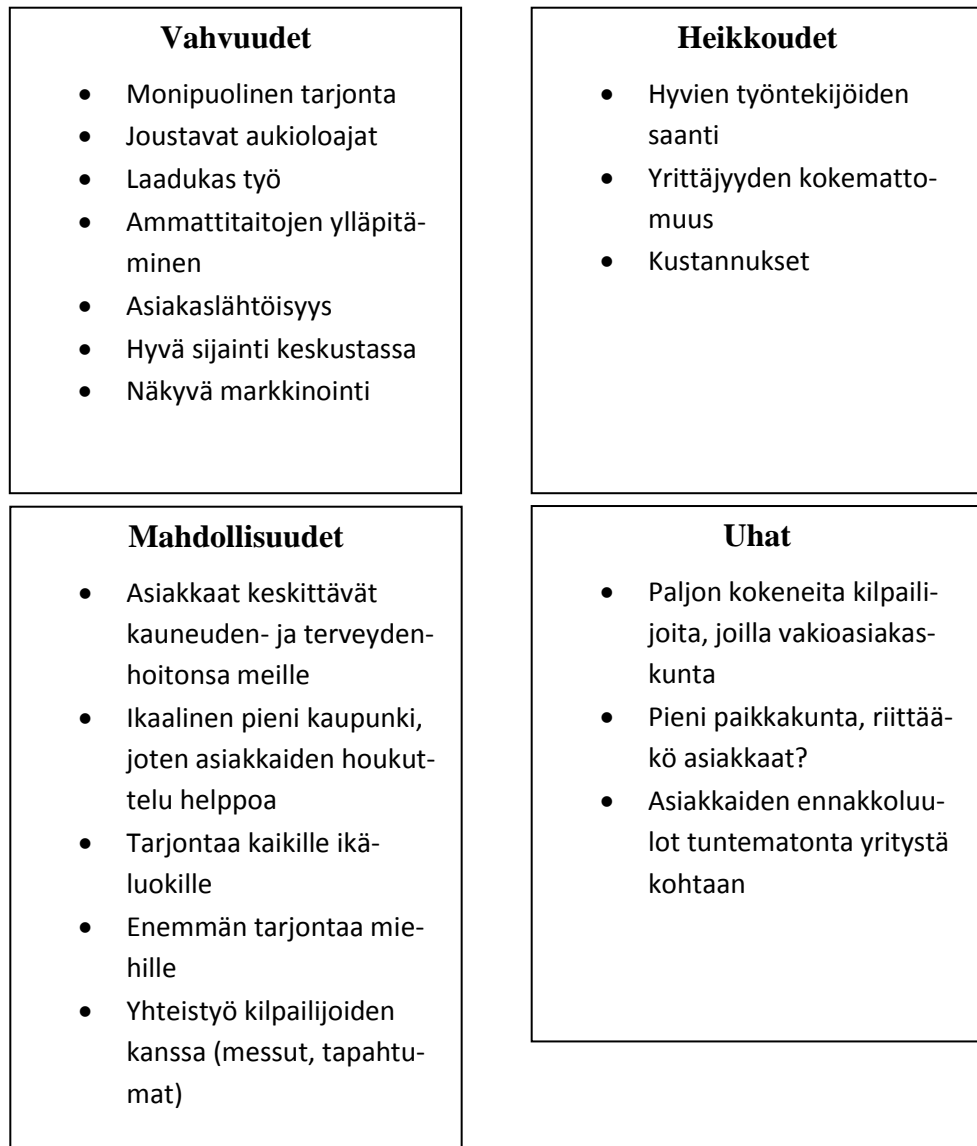 Vahvuudet
• Monipuolinen tarjonta
• Joustavat aukioloajat
• Laadukas työ
• Ammattitaitojen ylläpitä-
minen
• Asiakaslähtöisyys
• Hyvä sijainti keskustassa
• Näkyvä markkinointi
Heikkoudet
• Hyvien työntekijöiden
saanti
• Yrittäjyyden kokematto-
muus
• Kustannukset
Mahdollisuudet
• Asiakkaat keskittävät
kauneuden- ja terveyden-
hoitonsa meille
• Ikaalinen pieni kaupunki,
joten asiakkaiden houkut-
telu helppoa
• Tarjontaa kaikille ikä-
luokille
• Enemmän tarjontaa mie-
hille
• Yhteistyö kilpailijoiden
kanssa (messut, tapahtu-
mat)
Uhat
• Paljon kokeneita kilpaili-
joita, joilla vakioasiakas-
kunta
• Pieni paikkakunta, riittää-
kö asiakkaat?
• Asiakkaiden ennakkoluu-
lot tuntematonta yritystä
kohtaan